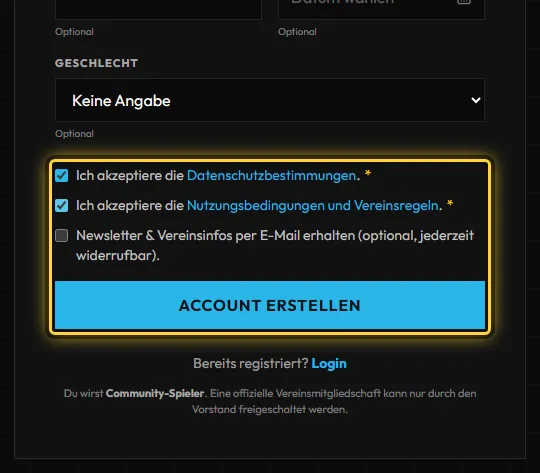 Datum wählen
Optional
Optional
GESCHLECHT
Keine Angabe
Optional
Ich akzeptiere die Datenschutzbestimmungen. *
Ich akzeptiere die Nutzungsbedingungen und Vereinsregeln. *
Newsletter & Vereinsinfos per E-Mail erhalten (optional, jederzeit
widerrufbar).
ACCOUNT ERSTELLEN
Bereits registriert? Login
Du wirst Community-Spieler. Eine offizielle Vereinsmitgliedschaft kann nur durch den
Vorstand freigeschaltet werden.